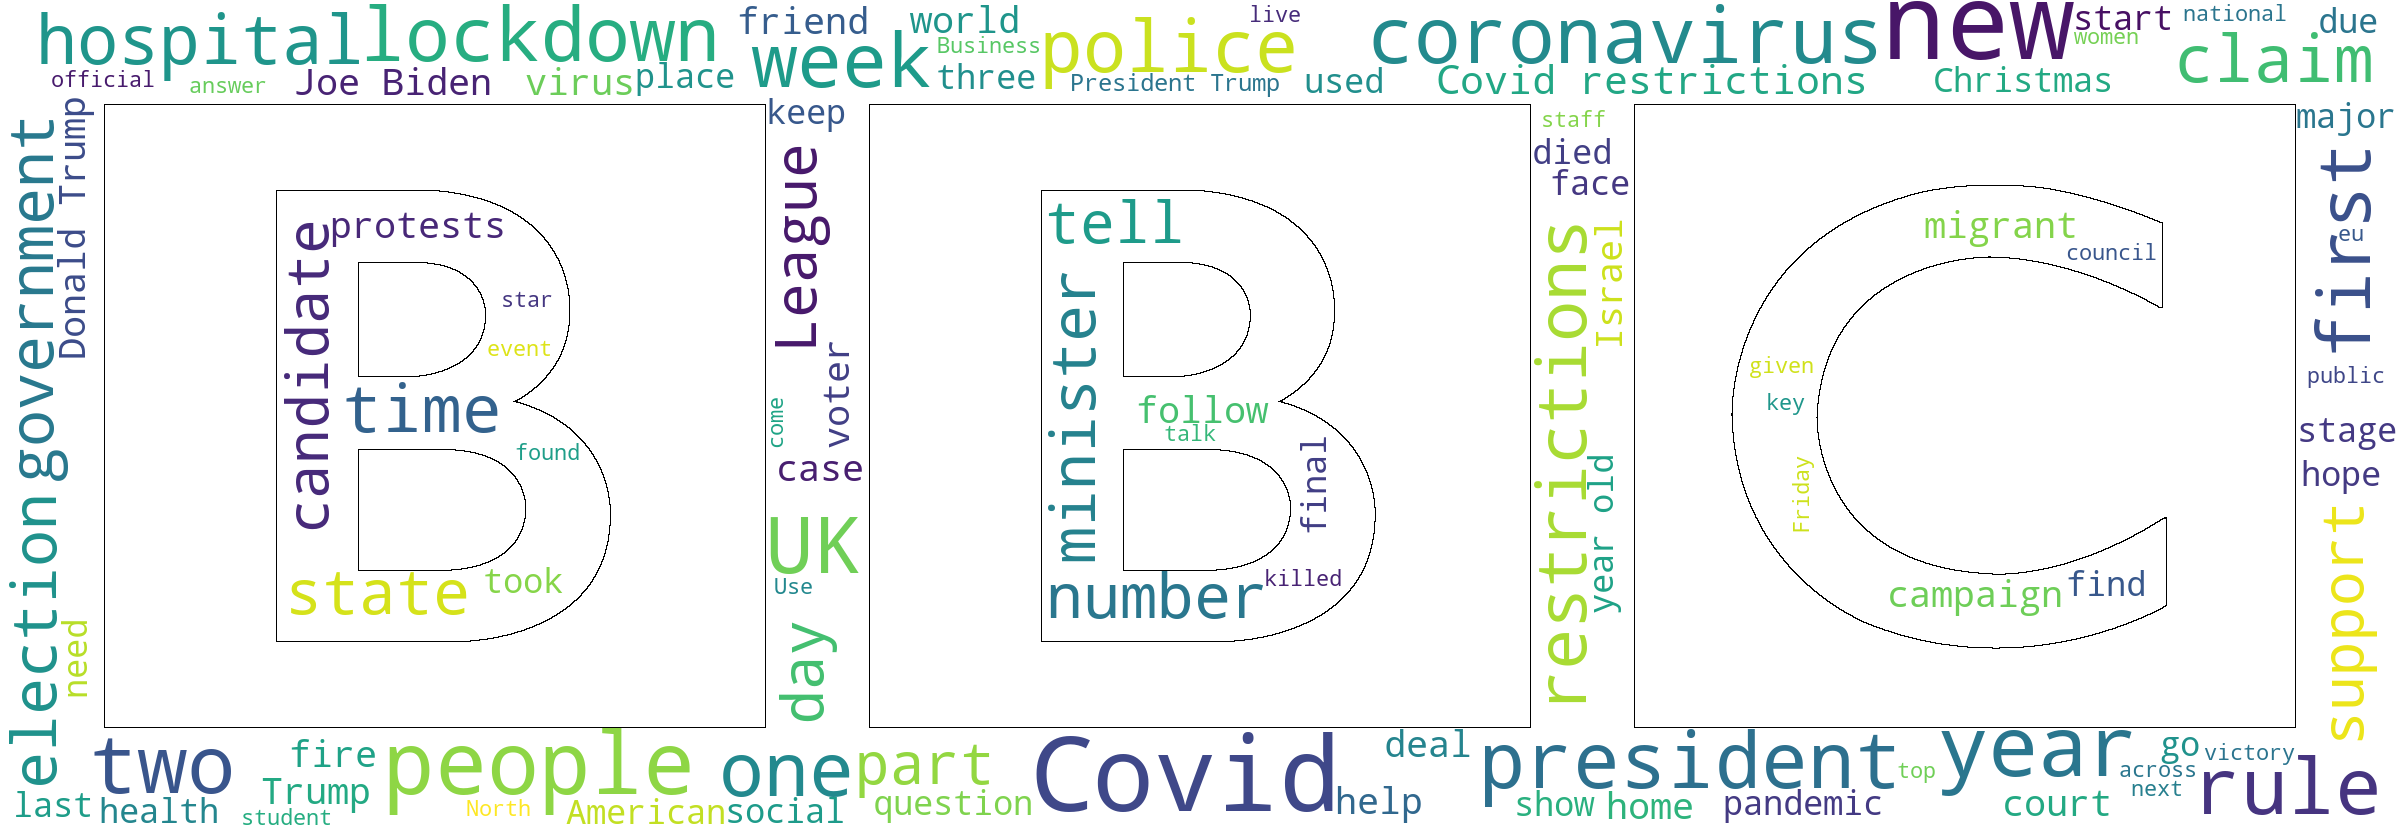 hospital lockdown friend world live week Business police coronavirus new start national due women claim
official answer Joe Biden virus place three President Trump used Covid restrictions Christmas
government Donald Trump election need
B
candidate protests star event time found state took
keep League come voter case UK Use day
B
tell minister follow talk final number killed
staff died face restrictions Israel year old
C
migrant council given key Friday campaign find
major first eu public stage hope support
two fire people one part Covid deal president year go victory
last health Trump student North American social question help top show home pandemic across next court rule